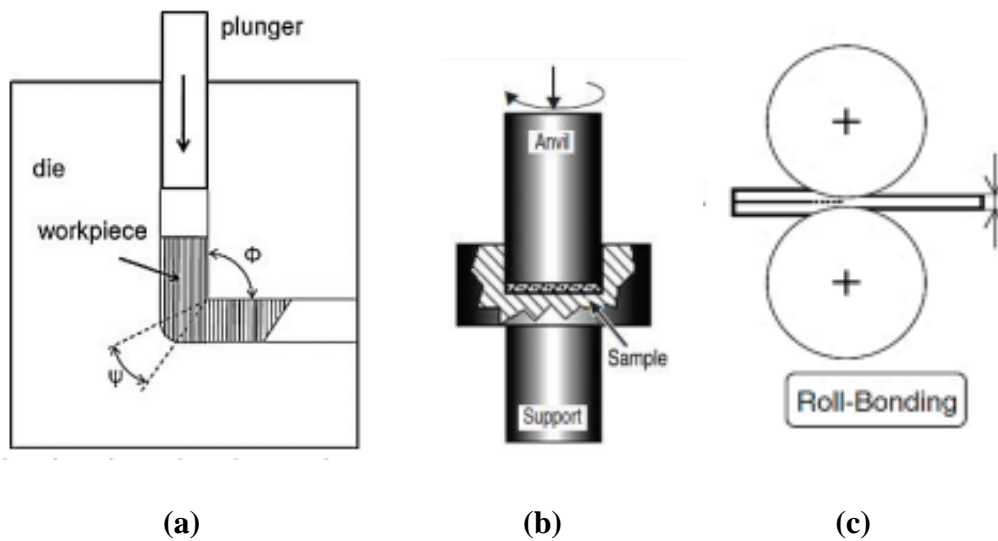 plunger
die
workpiece
Φ
Ψ
(a)
Anvil
Sample
Support
(b)
Roll-Bonding
(c)